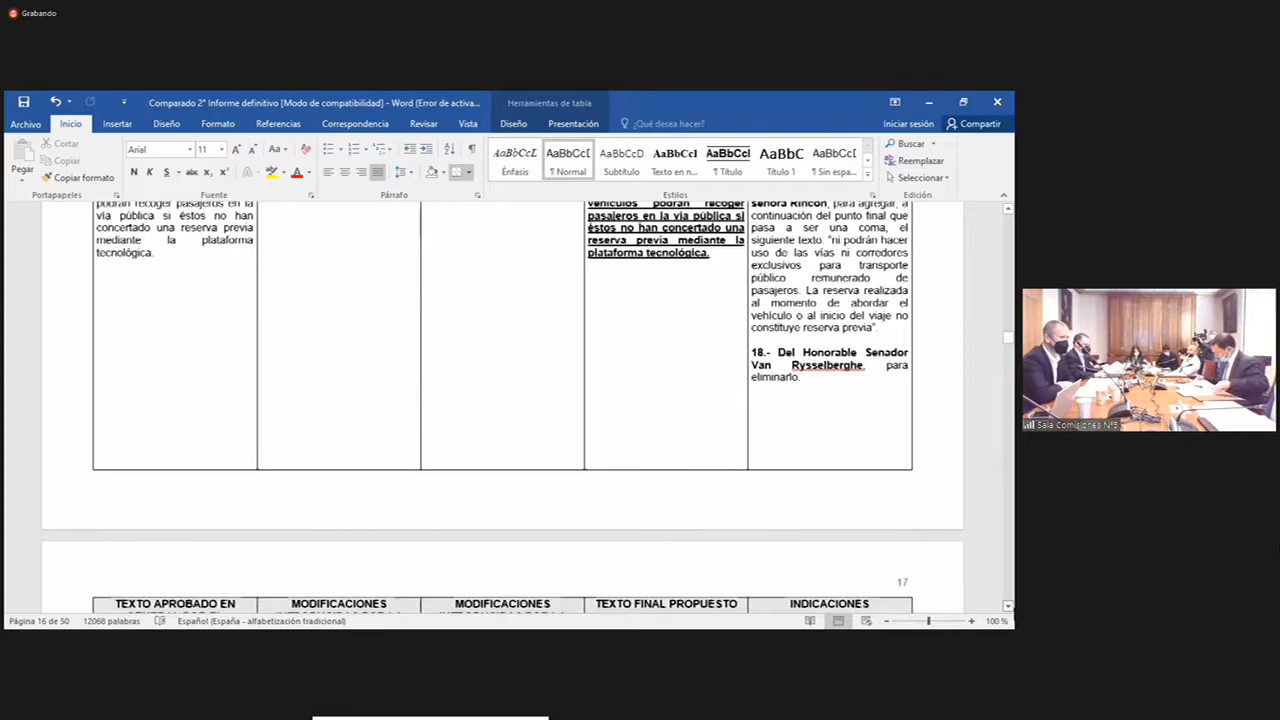 Grabando
Comparado 2° Informe definitivo [Modo de compatibilidad] - Word (Error de activa...
Herramientas de tabla
Archivo
Inicio
Insertar
Diseño
Formato
Referencias
Correspondencia
Revisar
Vista
Diseño
Presentación
¿Qué desea hacer?
Iniciar sesión
Compartir
Pegar
Cortar
Copiar
Copiar formato
Portapapeles
Arial
11
Aa
N K S abc x₂ x²
Fuente
Párrafo
AaBbCcL
Énfasis
AaBbCcI
¶ Normal
AaBbCcD
Subtítulo
AaBbCcI
Texto en n...
AaBbCcI
¶ Título
AaBbC
Título 1
AaBbCcI
¶ Sin espa...
Estilos
Buscar
Reemplazar
Seleccionar
Edición
podrán recoger pasajeros en la
vía pública si éstos no han
concertado una reserva previa
mediante la plataforma
tecnológica.
vehículos podrán recoger
pasajeros en la vía pública si
éstos no han concertado una
reserva previa mediante la
plataforma tecnológica.
señora Rincón, para agregar, a
continuación del punto final que
pasa a ser una coma, el
siguiente texto: "ni podrán hacer
uso de las vías ni corredores
exclusivos para transporte
público remunerado de
pasajeros. La reserva realizada
al momento de abordar el
vehículo o al inicio del viaje no
constituye reserva previa".
18.- Del Honorable Senador
Van Rysselberghe, para
eliminarlo.
17
TEXTO APROBADO EN
MODIFICACIONES
MODIFICACIONES
TEXTO FINAL PROPUESTO
INDICACIONES
Página 16 de 50
12068 palabras
Español (España - alfabetización tradicional)
100 %
Sala Comisiones N°5